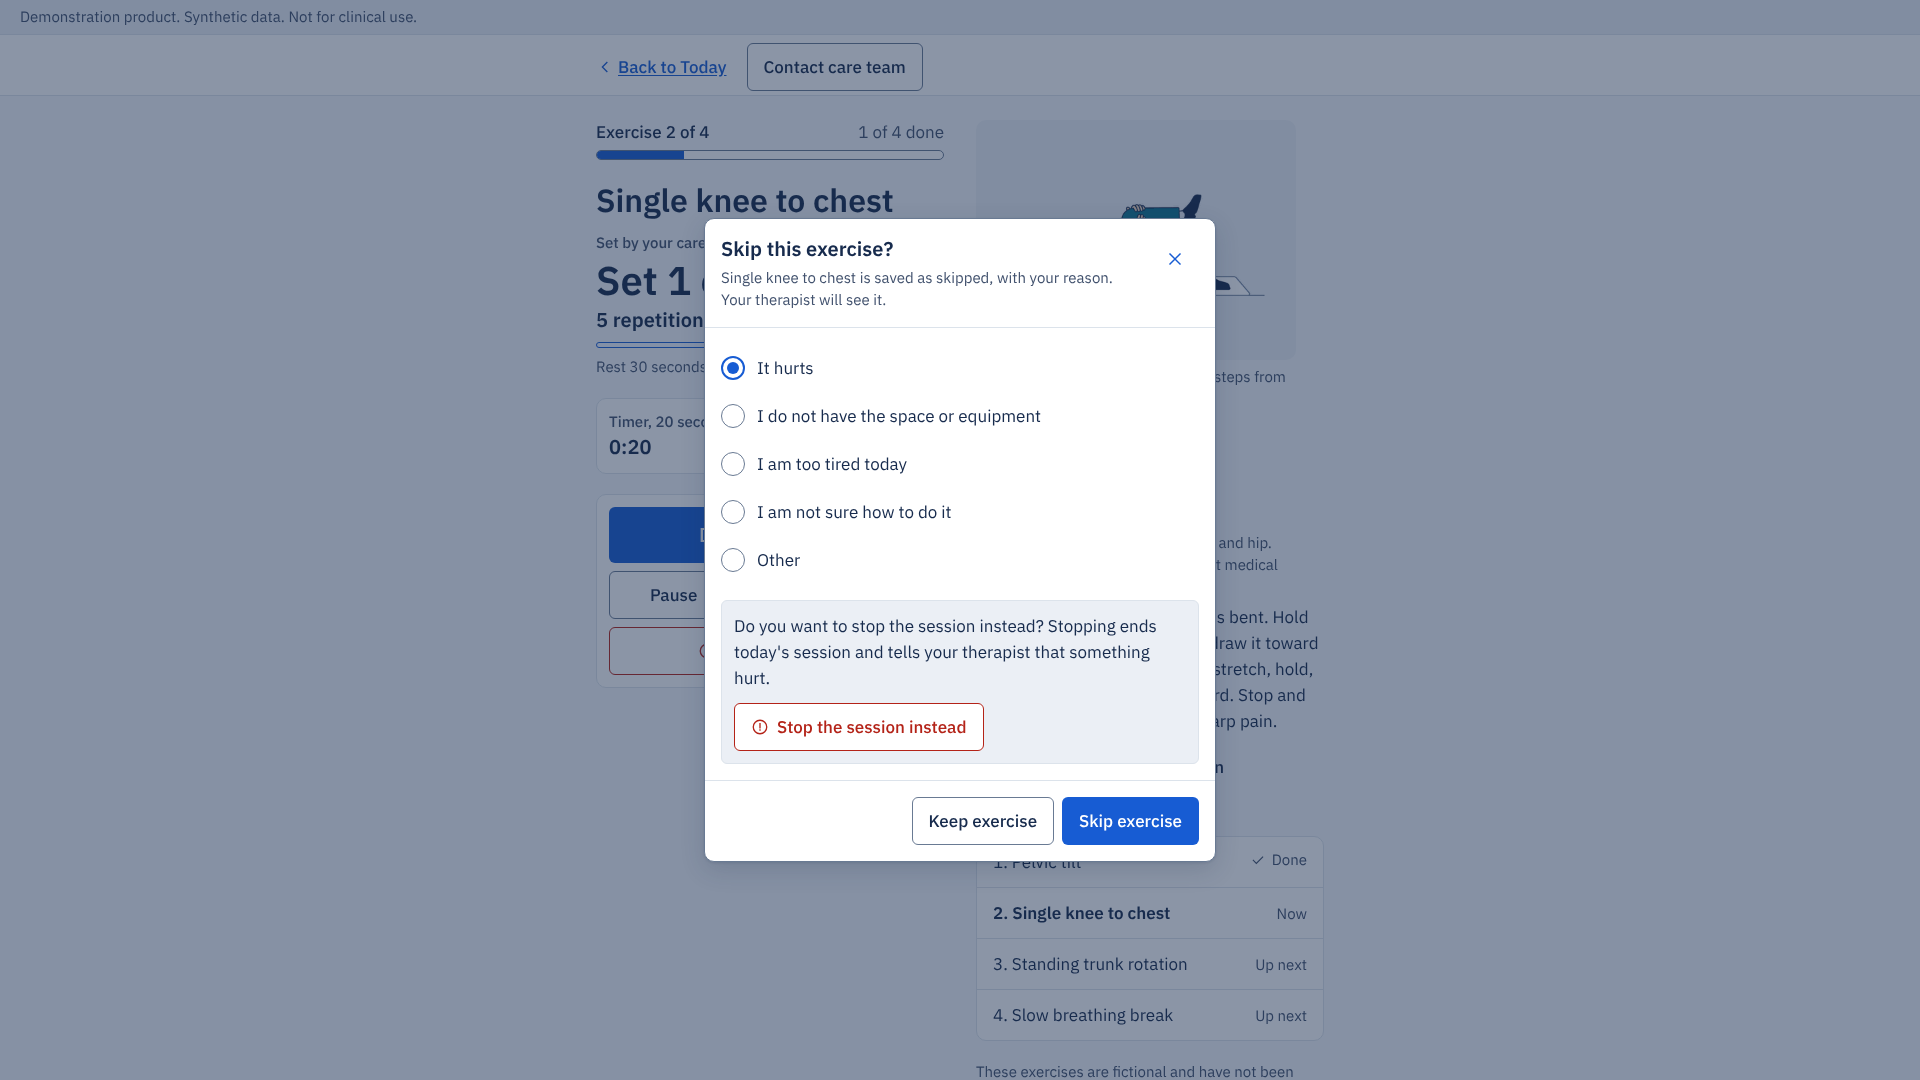 Demonstration product. Synthetic data. Not for clinical use.
Back to Today
Contact care team
Exercise 2 of 4
1 of 4 done
Single knee to chest
Set by your care
Set 1
5 repetition
Rest 30 seconds
Timer, 20 seco
0:20
Pause
Skip this exercise?
Single knee to chest is saved as skipped, with your reason.
Your therapist will see it.
It hurts
I do not have the space or equipment
I am too tired today
I am not sure how to do it
Other
Do you want to stop the session instead? Stopping ends
today's session and tells your therapist that something
hurt.
Stop the session instead
Keep exercise
Skip exercise
steps from
and hip.
medical
s bent. Hold
draw it toward
stretch, hold,
rd. Stop and
arp pain.
1. Pelvic tilt
Done
2. Single knee to chest
Now
3. Standing trunk rotation
Up next
4. Slow breathing break
Up next
These exercises are fictional and have not been